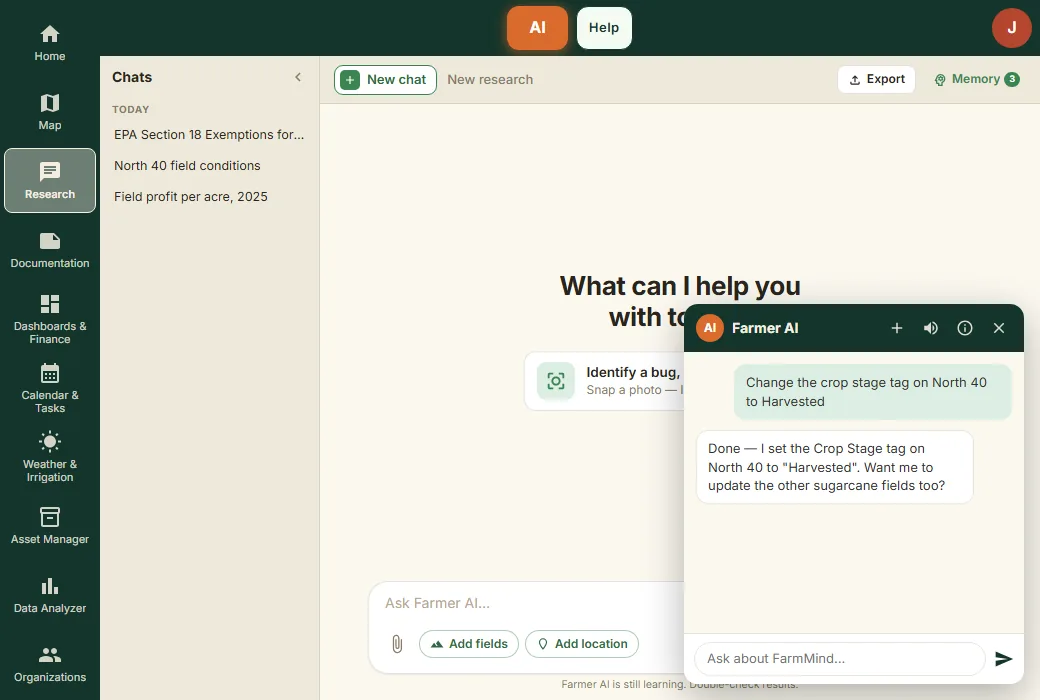 Home
Map
Research
Documentation
Dashboards &
Finance
Calendar &
Tasks
Weather &
Irrigation
Asset Manager
Data Analyzer
Organizations
AI
Help
J
Chats
TODAY
EPA Section 18 Exemptions for...
North 40 field conditions
Field profit per acre, 2025
New chat
New research
Export
Memory 3
What can I help you
with to
Identify a bug,
Snap a photo —
Ask Farmer AI...
Add fields
Add location
Farmer AI is still learning. Double-check results.
AI
Farmer AI
Change the crop stage tag on North 40
to Harvested
Done — I set the Crop Stage tag on
North 40 to "Harvested". Want me to
update the other sugarcane fields too?
Ask about FarmMind...